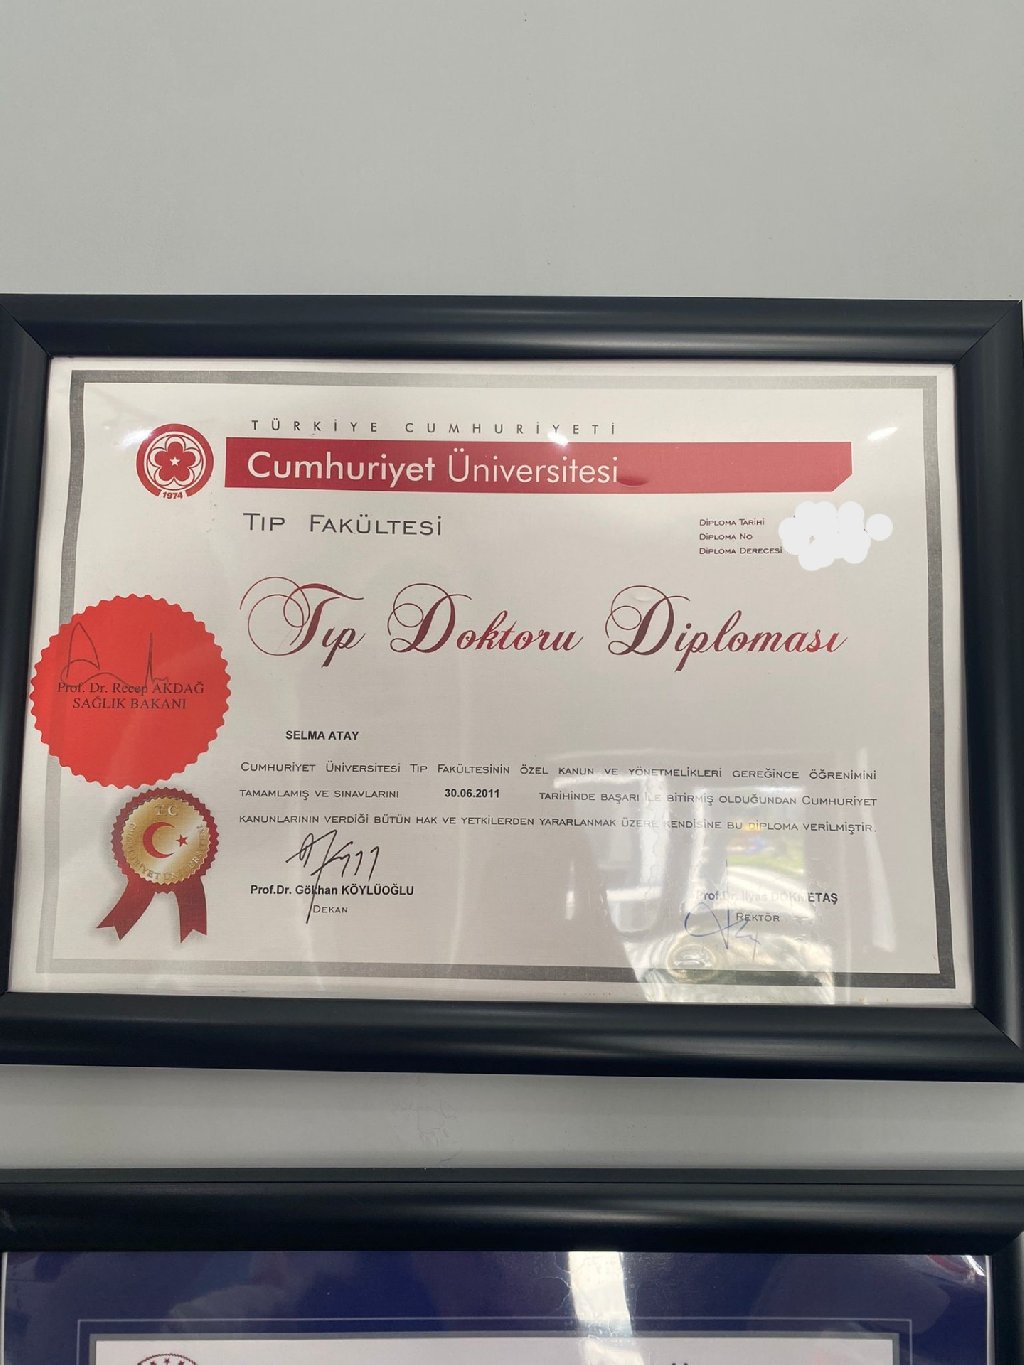 TÜRKİYE CUMHURİYETİ
Cumhuriyet Üniversitesi
1974
TIP FAKÜLTESİ
DİPLOMA TARİHİ
DİPLOMA NO
DİPLOMA DERECESİ
Tıp Doktoru Diploması
Prof. Dr. Recep AKDAĞ
SAĞLIK BAKANI
SELMA ATAY
CUMHURİYET ÜNİVERSİTESİ TIP FAKÜLTESİNİN ÖZEL KANUN VE YÖNETMELİKLERİ GEREĞİNCE ÖĞRENİMİNİ
TAMAMLAMIŞ VE SINAVLARINI 30.06.2011 TARİHİNDE BAŞARI İLE BİTİRMİŞ OLDUĞUNDAN CUMHURİYET
KANUNLARININ VERDİĞİ BÜTÜN HAK VE YETKİLERDEN YARARLANMAK ÜZERE KENDİSİNE BU DİPLOMA VERİLMİŞTİR.
T.C.
Prof.Dr. Gökhan KÖYLÜOĞLU
DEKAN
Prof.Dr. İlyas DÖKMETAŞ
REKTÖR